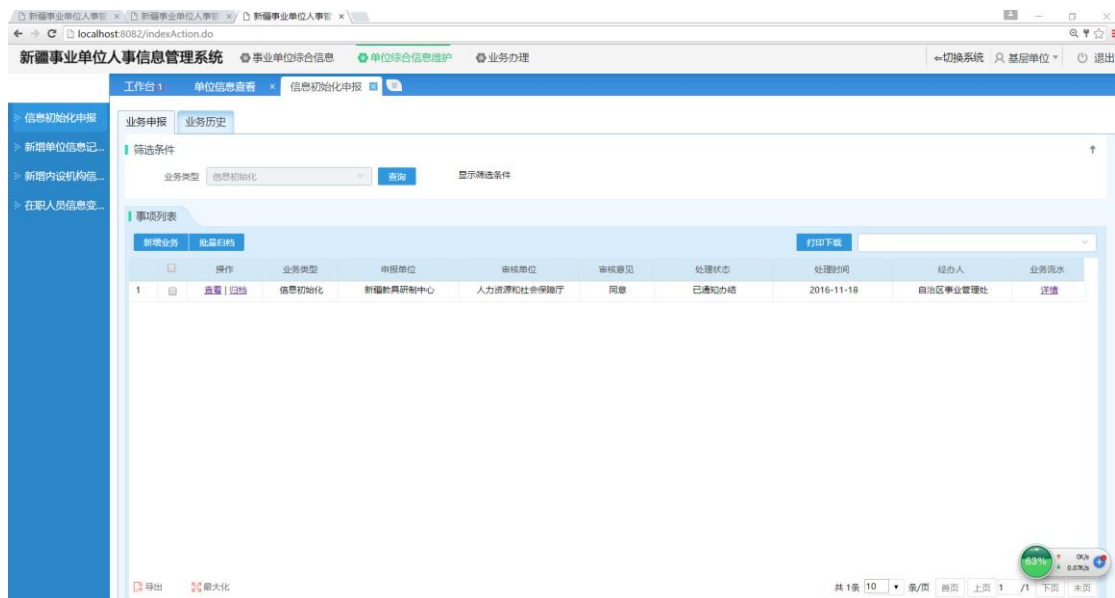 新疆事业单位人事管 × 新疆事业单位人事管 × 新疆事业单位人事管 ×
localhost:8082/indexAction.do
新疆事业单位人事信息管理系统 事业单位综合信息 单位综合信息维护 业务办理 切换系统 基层单位 退出
工作台 1 单位信息查看 × 信息初始化申报
信息初始化申报
新增单位信息记...
新增内设机构信...
在职人员信息变...
业务申报 业务历史
筛选条件
业务类型 信息初始化 查询 显示筛选条件
事项列表
新增业务 批量归档 打印下载
操作 业务类型 申报单位 审核单位 审核意见 处理状态 处理时间 经办人 业务流水
1 查看 | 归档 信息初始化 新疆教具研制中心 人力资源和社会保障厅 同意 已通知办结 2016-11-18 自治区事业管理处 详情
63% 0K/s
0.07K/s
导出 最大化 共 1条 10 条/页 首页 上页 1 /1 下页 末页